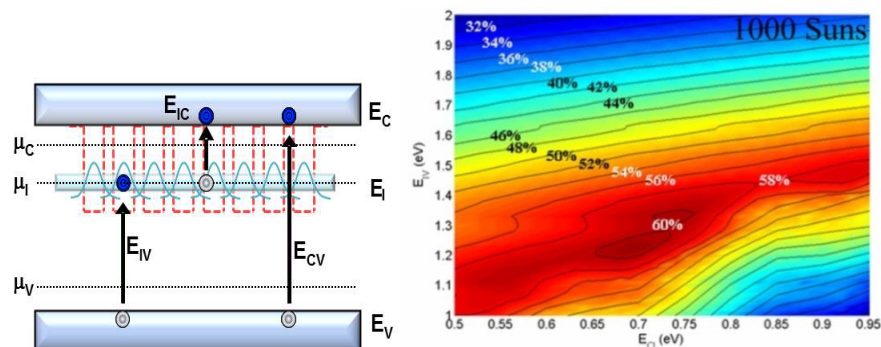 E_IC
E_C
μ_C
μ_I
E_I
E_IV
E_CV
μ_V
E_V
1000 Suns
2
1.9
1.8
1.7
1.6
1.5
1.4
1.3
1.2
1.1
1
E_IV (eV)
32%
34%
36%
38%
40%
42%
44%
46%
48%
50%
52%
54%
56%
58%
60%
0.5 0.55 0.6 0.65 0.7 0.75 0.8 0.85 0.9 0.95
E_CI (eV)